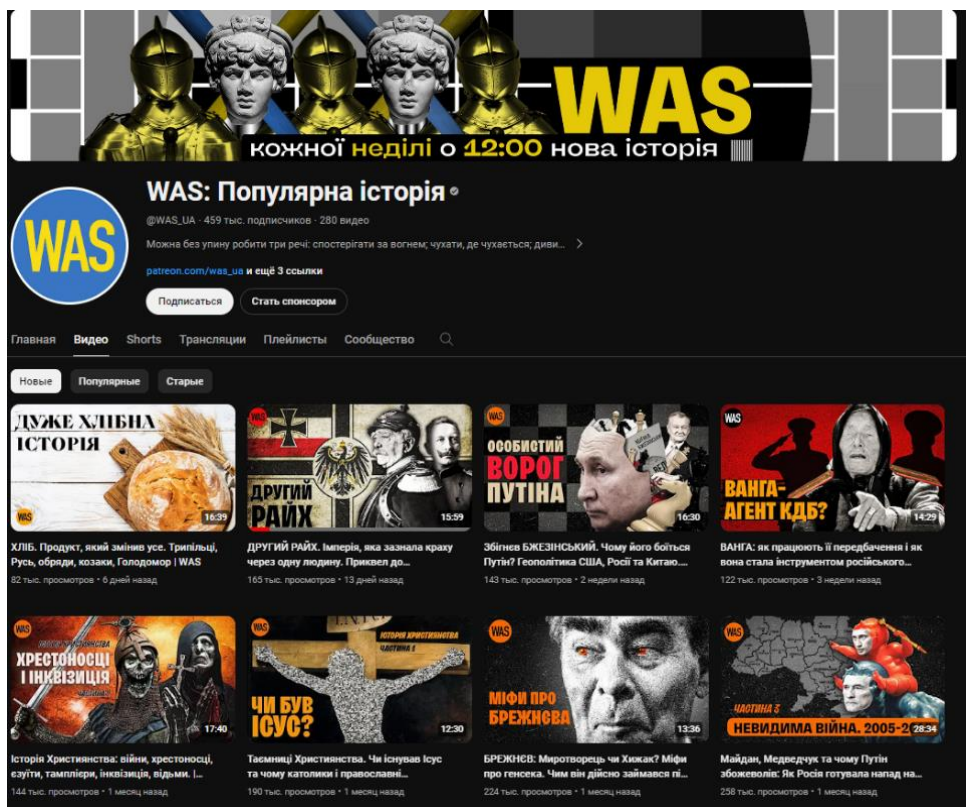 WAS
кожної неділі о 12:00 нова історія
WAS
WAS: Популярна історія
@WAS_UA · 459 тыс. подписчиков · 280 видео
Можна без упину робити три речі: спостерігати за вогнем; чухати, де чухається; диви...
patreon.com/was_ua и ещё 3 ссылки
Подписаться Стать спонсором
Главная Видео Shorts Трансляции Плейлисты Сообщество
Новые Популярные Старые
ДУЖЕ ХЛІБНА
ІСТОРІЯ
WAS
16:39
WAS
ДРУГИЙ
РАЙХ
15:59
WAS
ОСОБИСТИЙ
ВОРОГ
ПУТІНА
16:30
WAS
ВАНГА-
АГЕНТ КДБ?
14:29
ХЛІБ. Продукт, який змінив усе. Трипільці,
Русь, обряди, козаки, Голодомор | WAS
82 тыс. просмотров • 6 дней назад
ДРУГИЙ РАЙХ. Імперія, яка зазнала краху
через одну людину. Приквел до...
165 тыс. просмотров • 13 дней назад
Збігнєв БЖЕЗІНСЬКИЙ. Чому його боїться
Путін? Геополітика США, Росії та Китаю....
143 тыс. просмотров • 2 недели назад
ВАНГА: як працюють її передбачення і як
вона стала інструментом російського...
122 тыс. просмотров • 3 недели назад
WAS
ХРЕСТОНОСЦІ
І ІНКВІЗИЦІЯ
17:40
WAS
ІСТОРІЯ ХРИСТИЯНСТВА
ЧАСТИНА 1
ЧИ БУВ
ІСУС?
12:30
WAS
МІФИ ПРО
БРЕЖНЄВА
13:36
WAS
ЧАСТИНА 3
НЕВИДИМА ВІЙНА. 2005-2
28:34
Історія Християнства: війни, хрестоносці,
єзуїти, тамплієри, інквізиція, відьми. |...
144 тыс. просмотров • 1 месяц назад
Таємниці Християнства. Чи існував Ісус
та чому католики і православні...
190 тыс. просмотров • 1 месяц назад
БРЕЖНЄВ: Миротворець чи Хижак? Міфи
про генсека. Чим він дійсно займався пі...
224 тыс. просмотров • 1 месяц назад
Майдан, Медведчук та чому Путін
збожеволів: Як Росія готувала напад на...
258 тыс. просмотров • 1 месяц назад